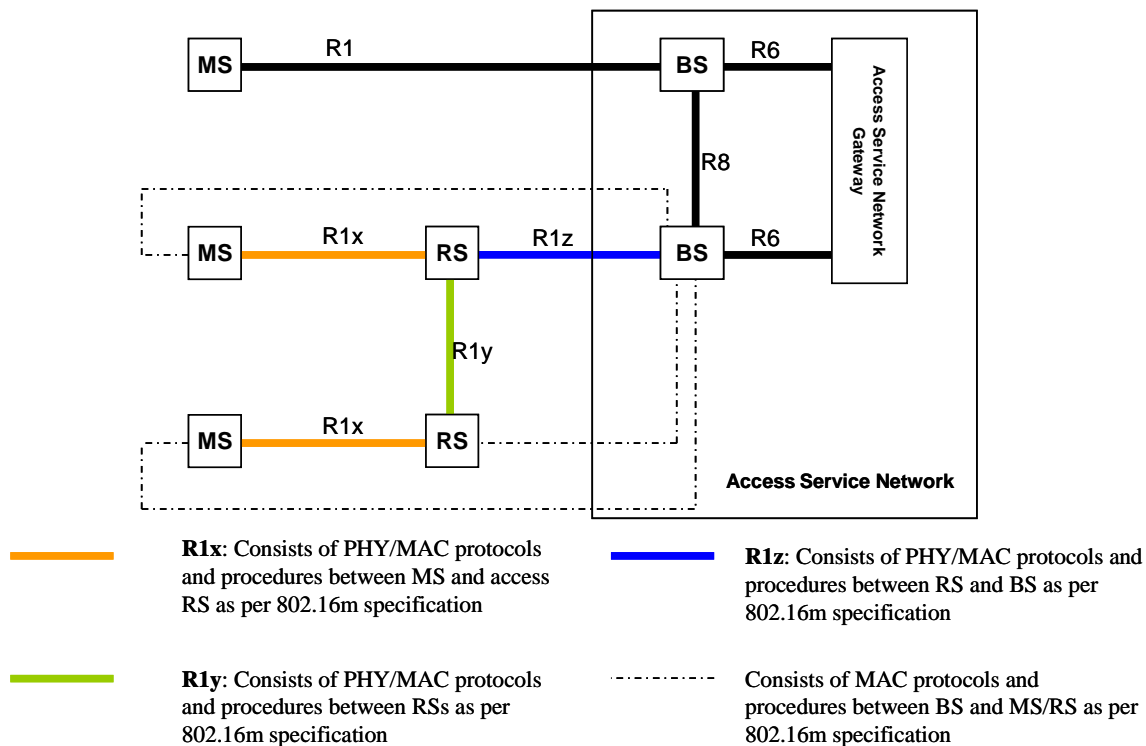 R1
R6
MS
BS
Access Service Network
Gateway
R8
R1x
R1z
R6
MS
RS
BS
R1y
R1x
MS
RS
Access Service Network
R1x: Consists of PHY/MAC protocols
and procedures between MS and access
RS as per 802.16m specification
R1z: Consists of PHY/MAC protocols and
procedures between RS and BS as per
802.16m specification
R1y: Consists of PHY/MAC protocols
and procedures between RSs as per
802.16m specification
Consists of MAC protocols and
procedures between BS and MS/RS as per
802.16m specification